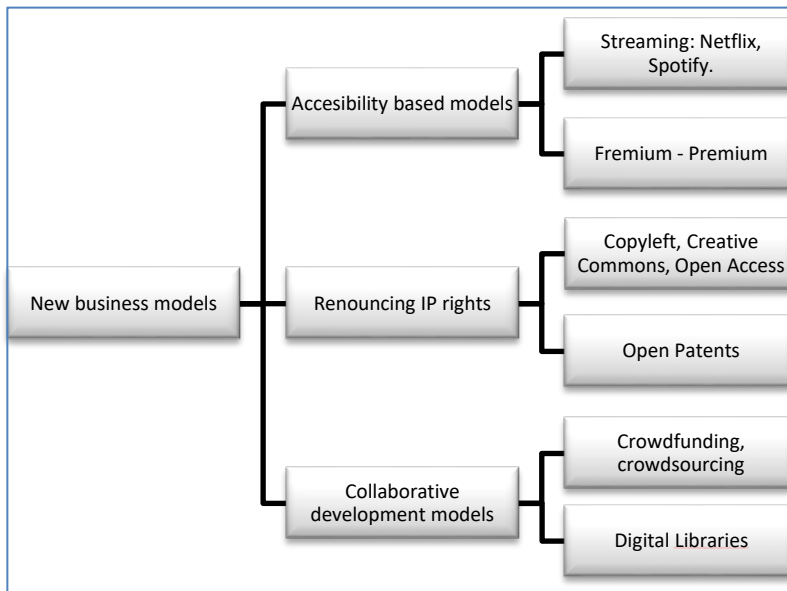 Streaming: Netflix,
Spotify.
Accesibility based models
Fremium - Premium
Copyleft, Creative
Commons, Open Access
New business models
Renouncing IP rights
Open Patents
Crowdfunding,
crowdsourcing
Collaborative
development models
Digital Libraries